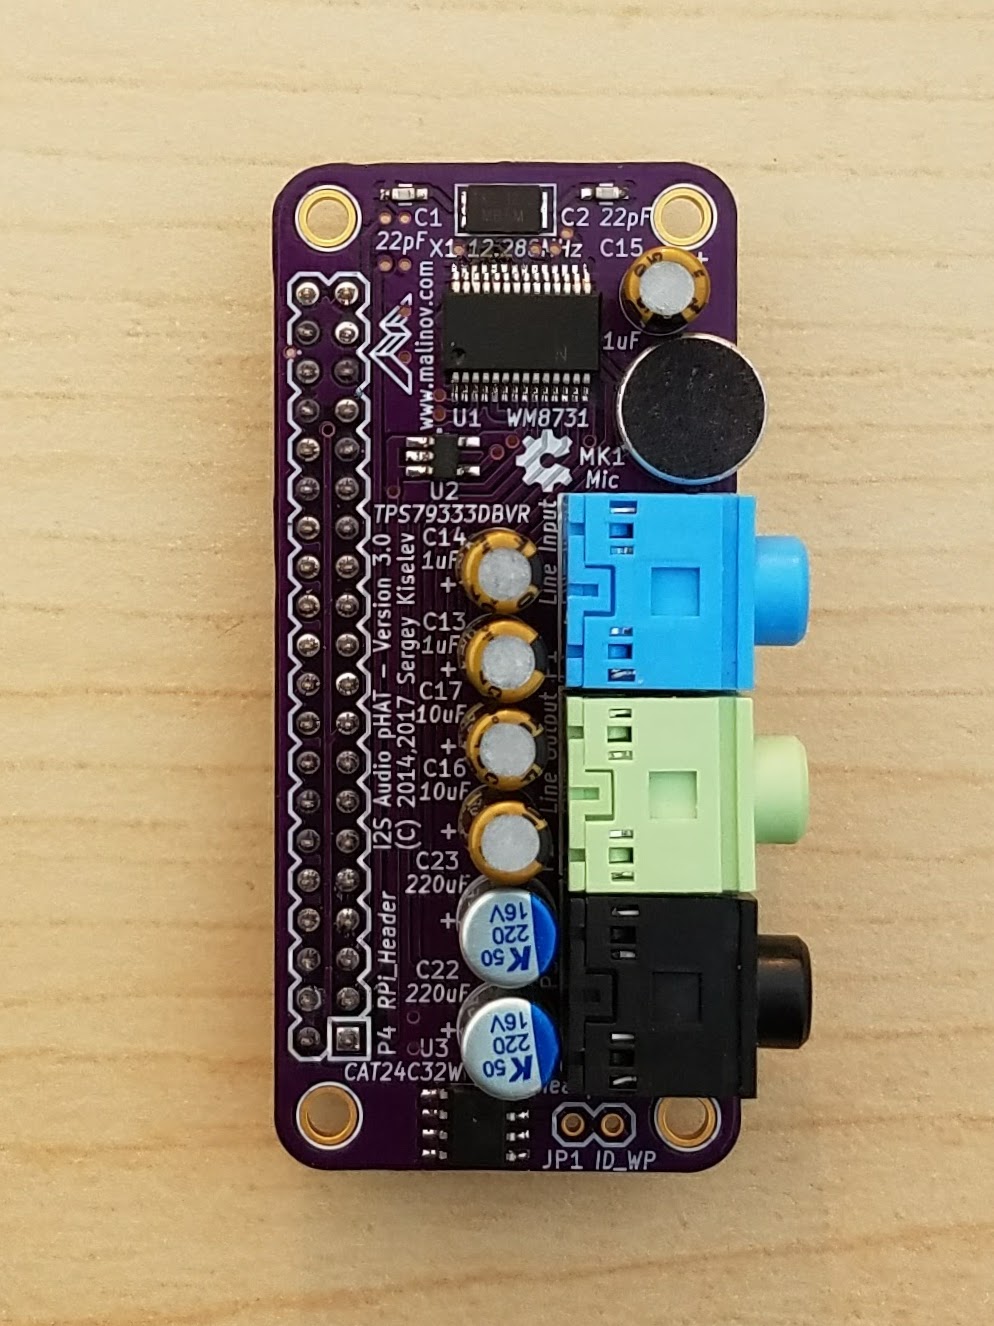 C1
C2 22pF
22pF
X1 12.288MHz
C15
+
1uF
www.malinov.com
U1 WM8731
MK1
Mic
U2
TPS79333DBVR
Line Input
C14
1uF
+
C13
1uF
+
C17
10uF
+
C16
10uF
+
Line Output
C23
220uF
+
16V
220
K50
C22
220uF
+
16V
220
K50
I2S Audio pHAT - Version 3.0
(C) 2014,2017 Sergey Kiselev
P4 RPi_Header
U3
CAT24C32W
JP1 ID_WP